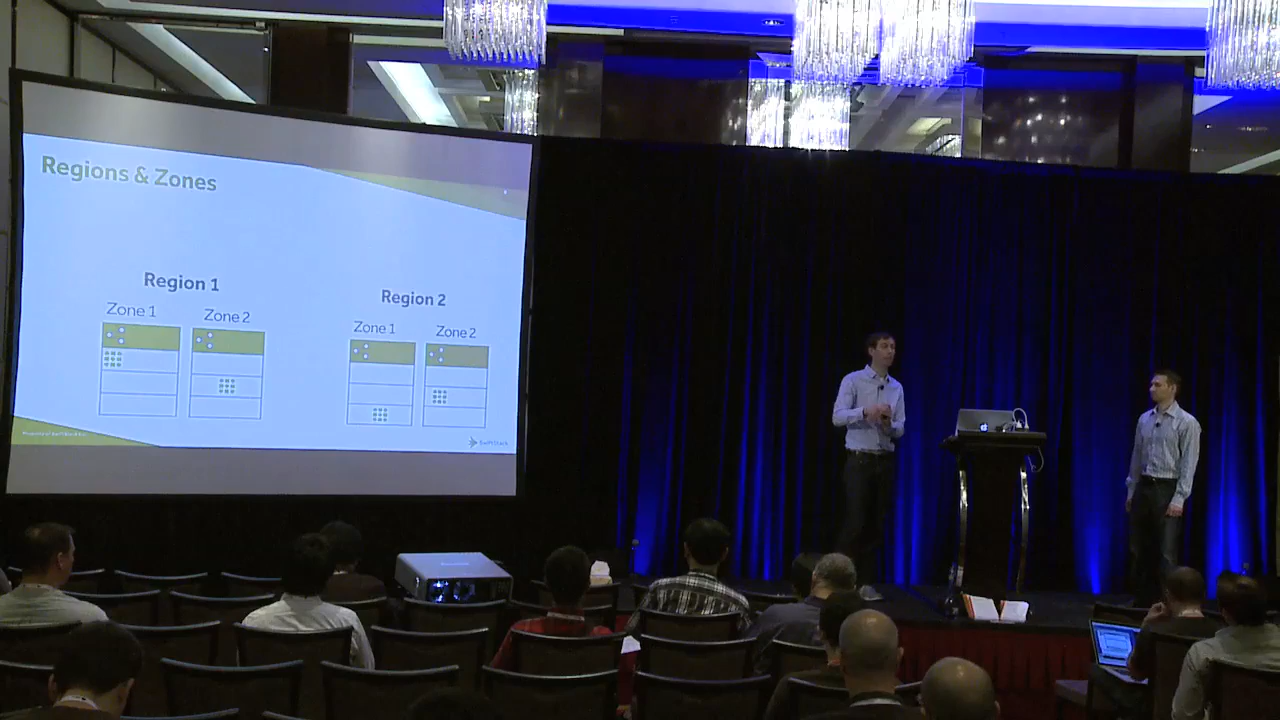 Regions & Zones
Region 1
Zone 1
Zone 2
Region 2
Zone 1
Zone 2
SwiftStack